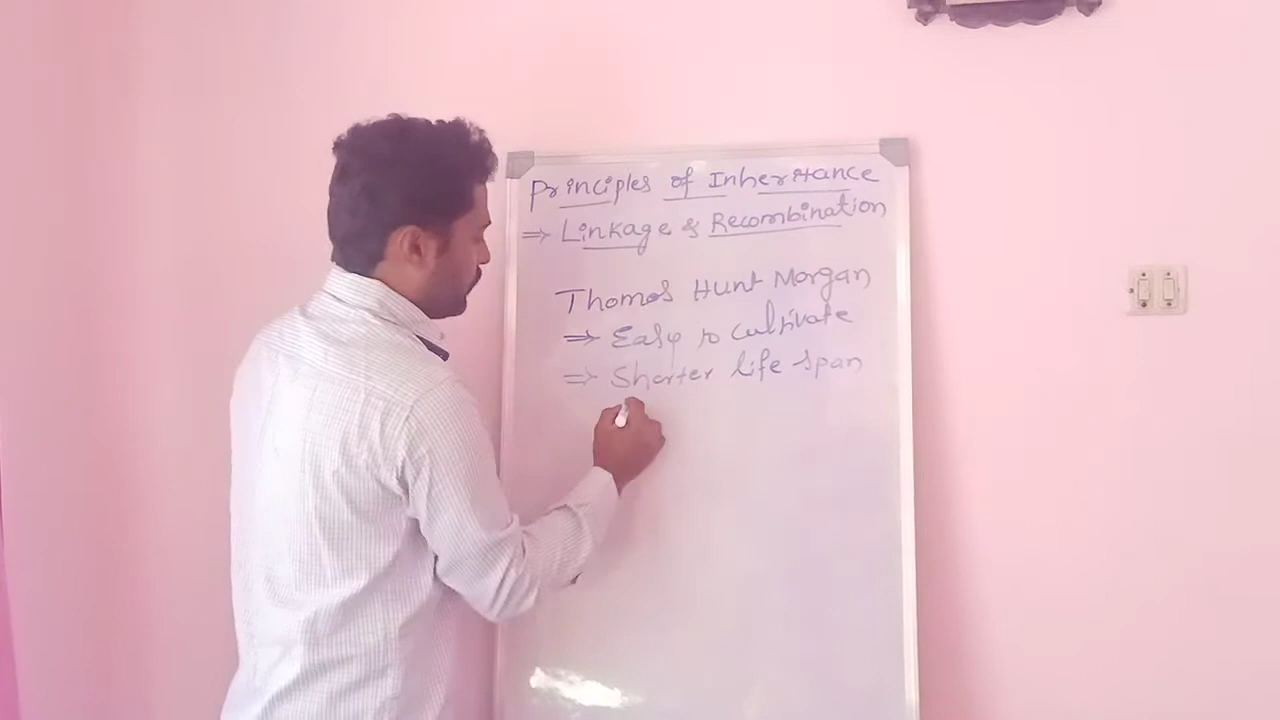 Principles of Inheritance
⇒ Linkage & Recombination
Thomas Hunt Morgan
⇒ Easy to cultivate
⇒ Shorter life span